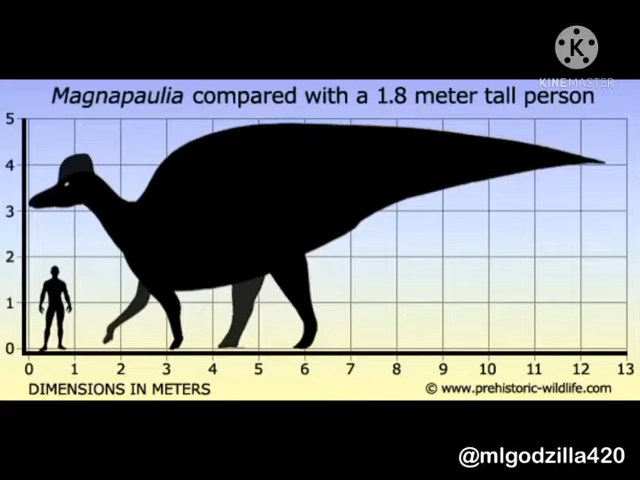 K
KINEMASTER
Magnapaulia compared with a 1.8 meter tall person
5
4
3
2
1
0
0 1 2 3 4 5 6 7 8 9 10 11 12 13
DIMENSIONS IN METERS © www.prehistoric-wildlife.com
@mlgodzilla420